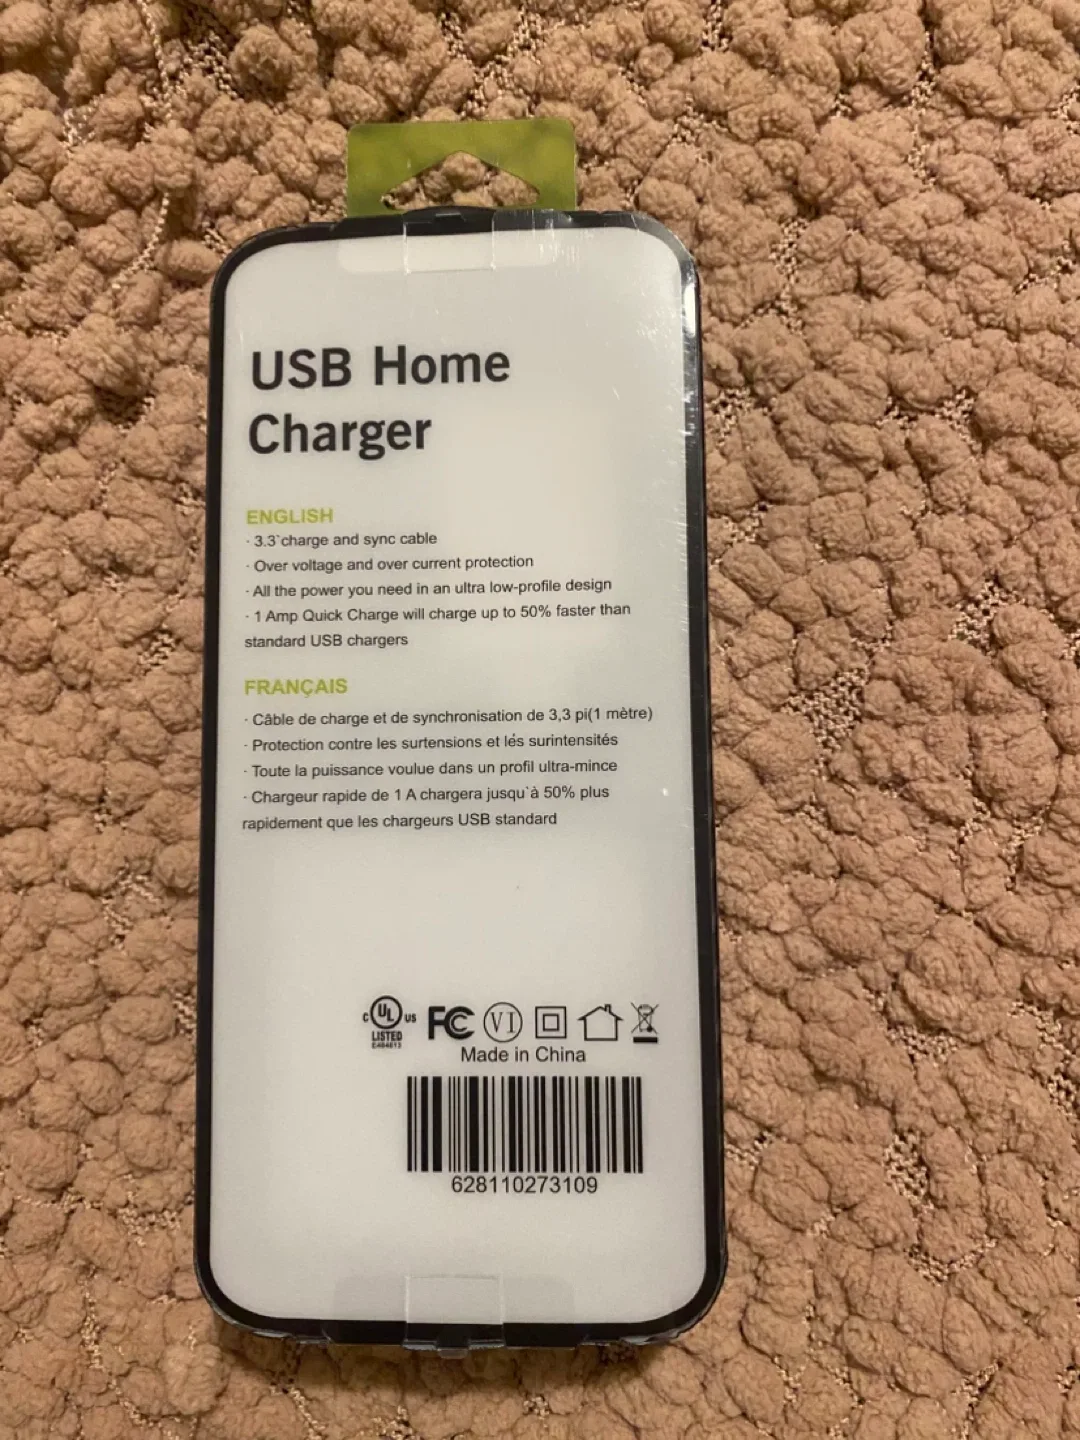 USB Home
Charger
ENGLISH
· 3.3`charge and sync cable
· Over voltage and over current protection
· All the power you need in an ultra low-profile design
· 1 Amp Quick Charge will charge up to 50% faster than
standard USB chargers
FRANÇAIS
· Câble de charge et de synchronisation de 3,3 pi(1 mètre)
· Protection contre les surtensions et lés surintensités
· Toute la puissance voulue dans un profil ultra-mince
· Chargeur rapide de 1 A chargera jusqu`à 50% plus
rapidement que les chargeurs USB standard
C UL US FC VI
LISTED
Made in China
628110273109